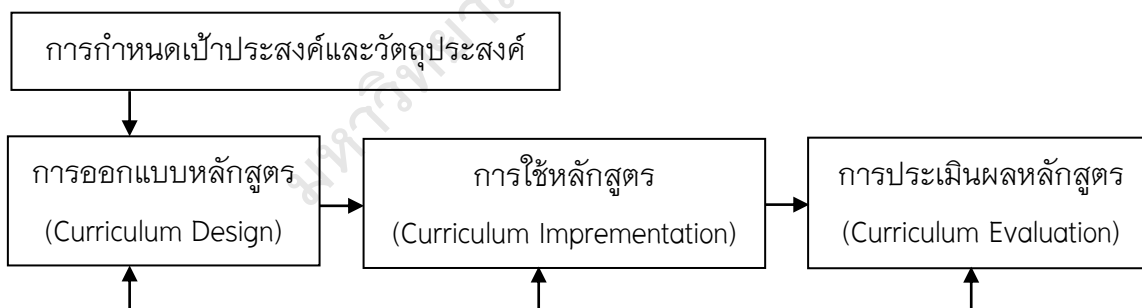 การกำหนดเป้าประสงค์และวัตถุประสงค์
การออกแบบหลักสูตร
(Curriculum Design)
การใช้หลักสูตร
(Curriculum Imprementation)
การประเมินผลหลักสูตร
(Curriculum Evaluation)